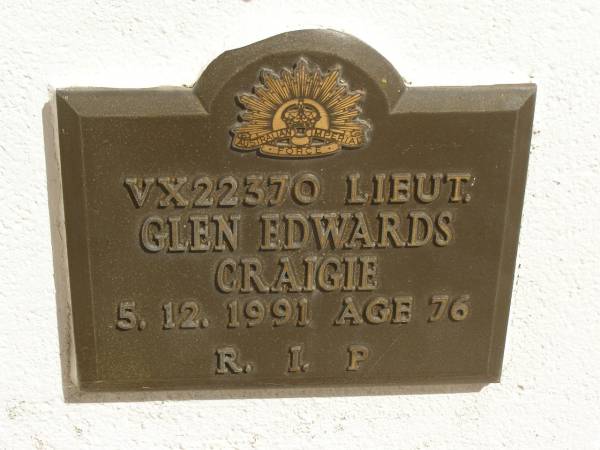 AUSTRALIAN IMPERIAL
FORCE
VX22370 LIEUT.
GLEN EDWARDS
CRAIGIE
5. 12. 1991 AGE 76
R. I. P